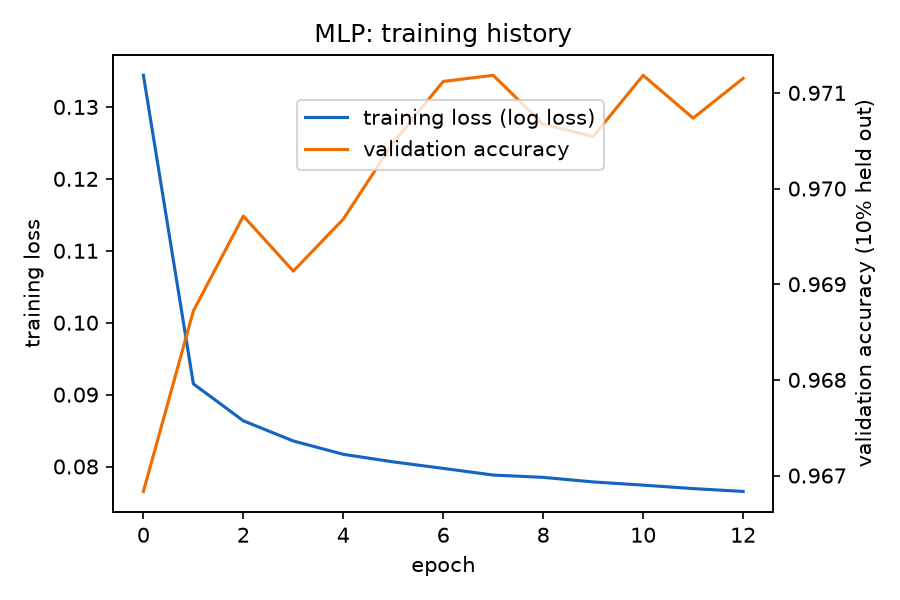 MLP: training history
training loss (log loss)
validation accuracy
training loss
0.13
0.12
0.11
0.10
0.09
0.08
0.971
0.970
0.969
0.968
0.967
validation accuracy (10% held out)
0 2 4 6 8 10 12
epoch